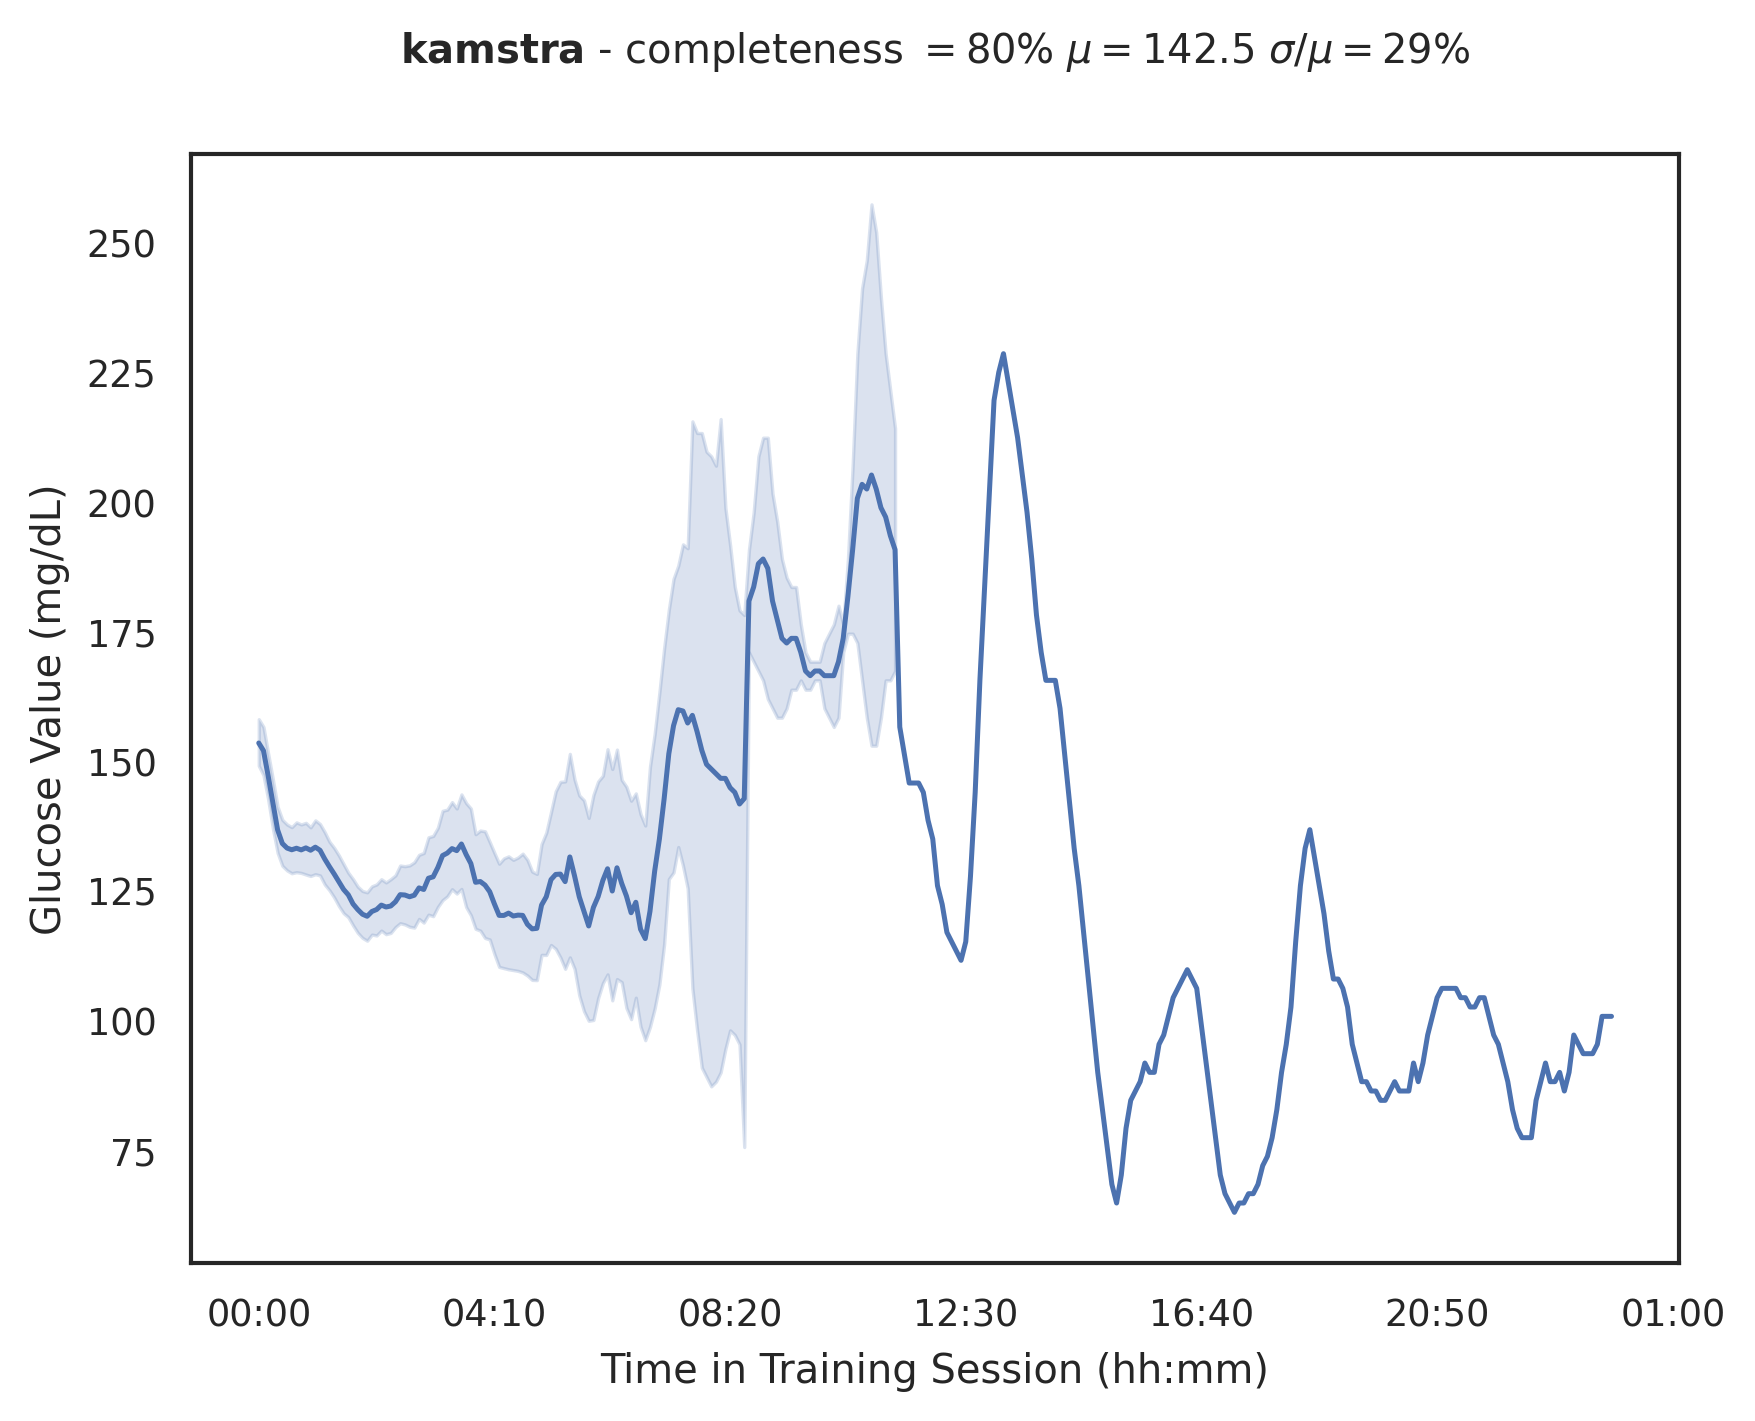 kamstra - completeness = 80% μ = 142.5 σ/μ = 29%
Glucose Value (mg/dL)
250
225
200
175
150
125
100
75
00:00 04:10 08:20 12:30 16:40 20:50 01:00
Time in Training Session (hh:mm)